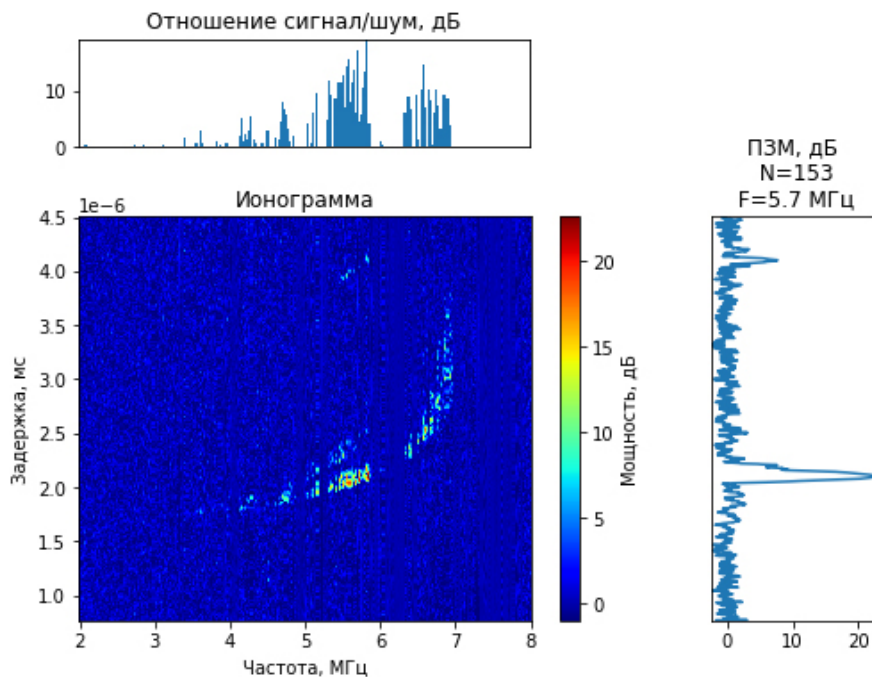 Отношение сигнал/шум, дБ
10
0
ПЗМ, дБ
N=153
F=5.7 МГц
Ионограмма
1e−6
4.5
4.0
3.5
3.0
2.5
2.0
1.5
1.0
Задержка, мс
2 3 4 5 6 7 8
Частота, МГц
20
15
10
5
0
Мощность, дБ
0 10 20